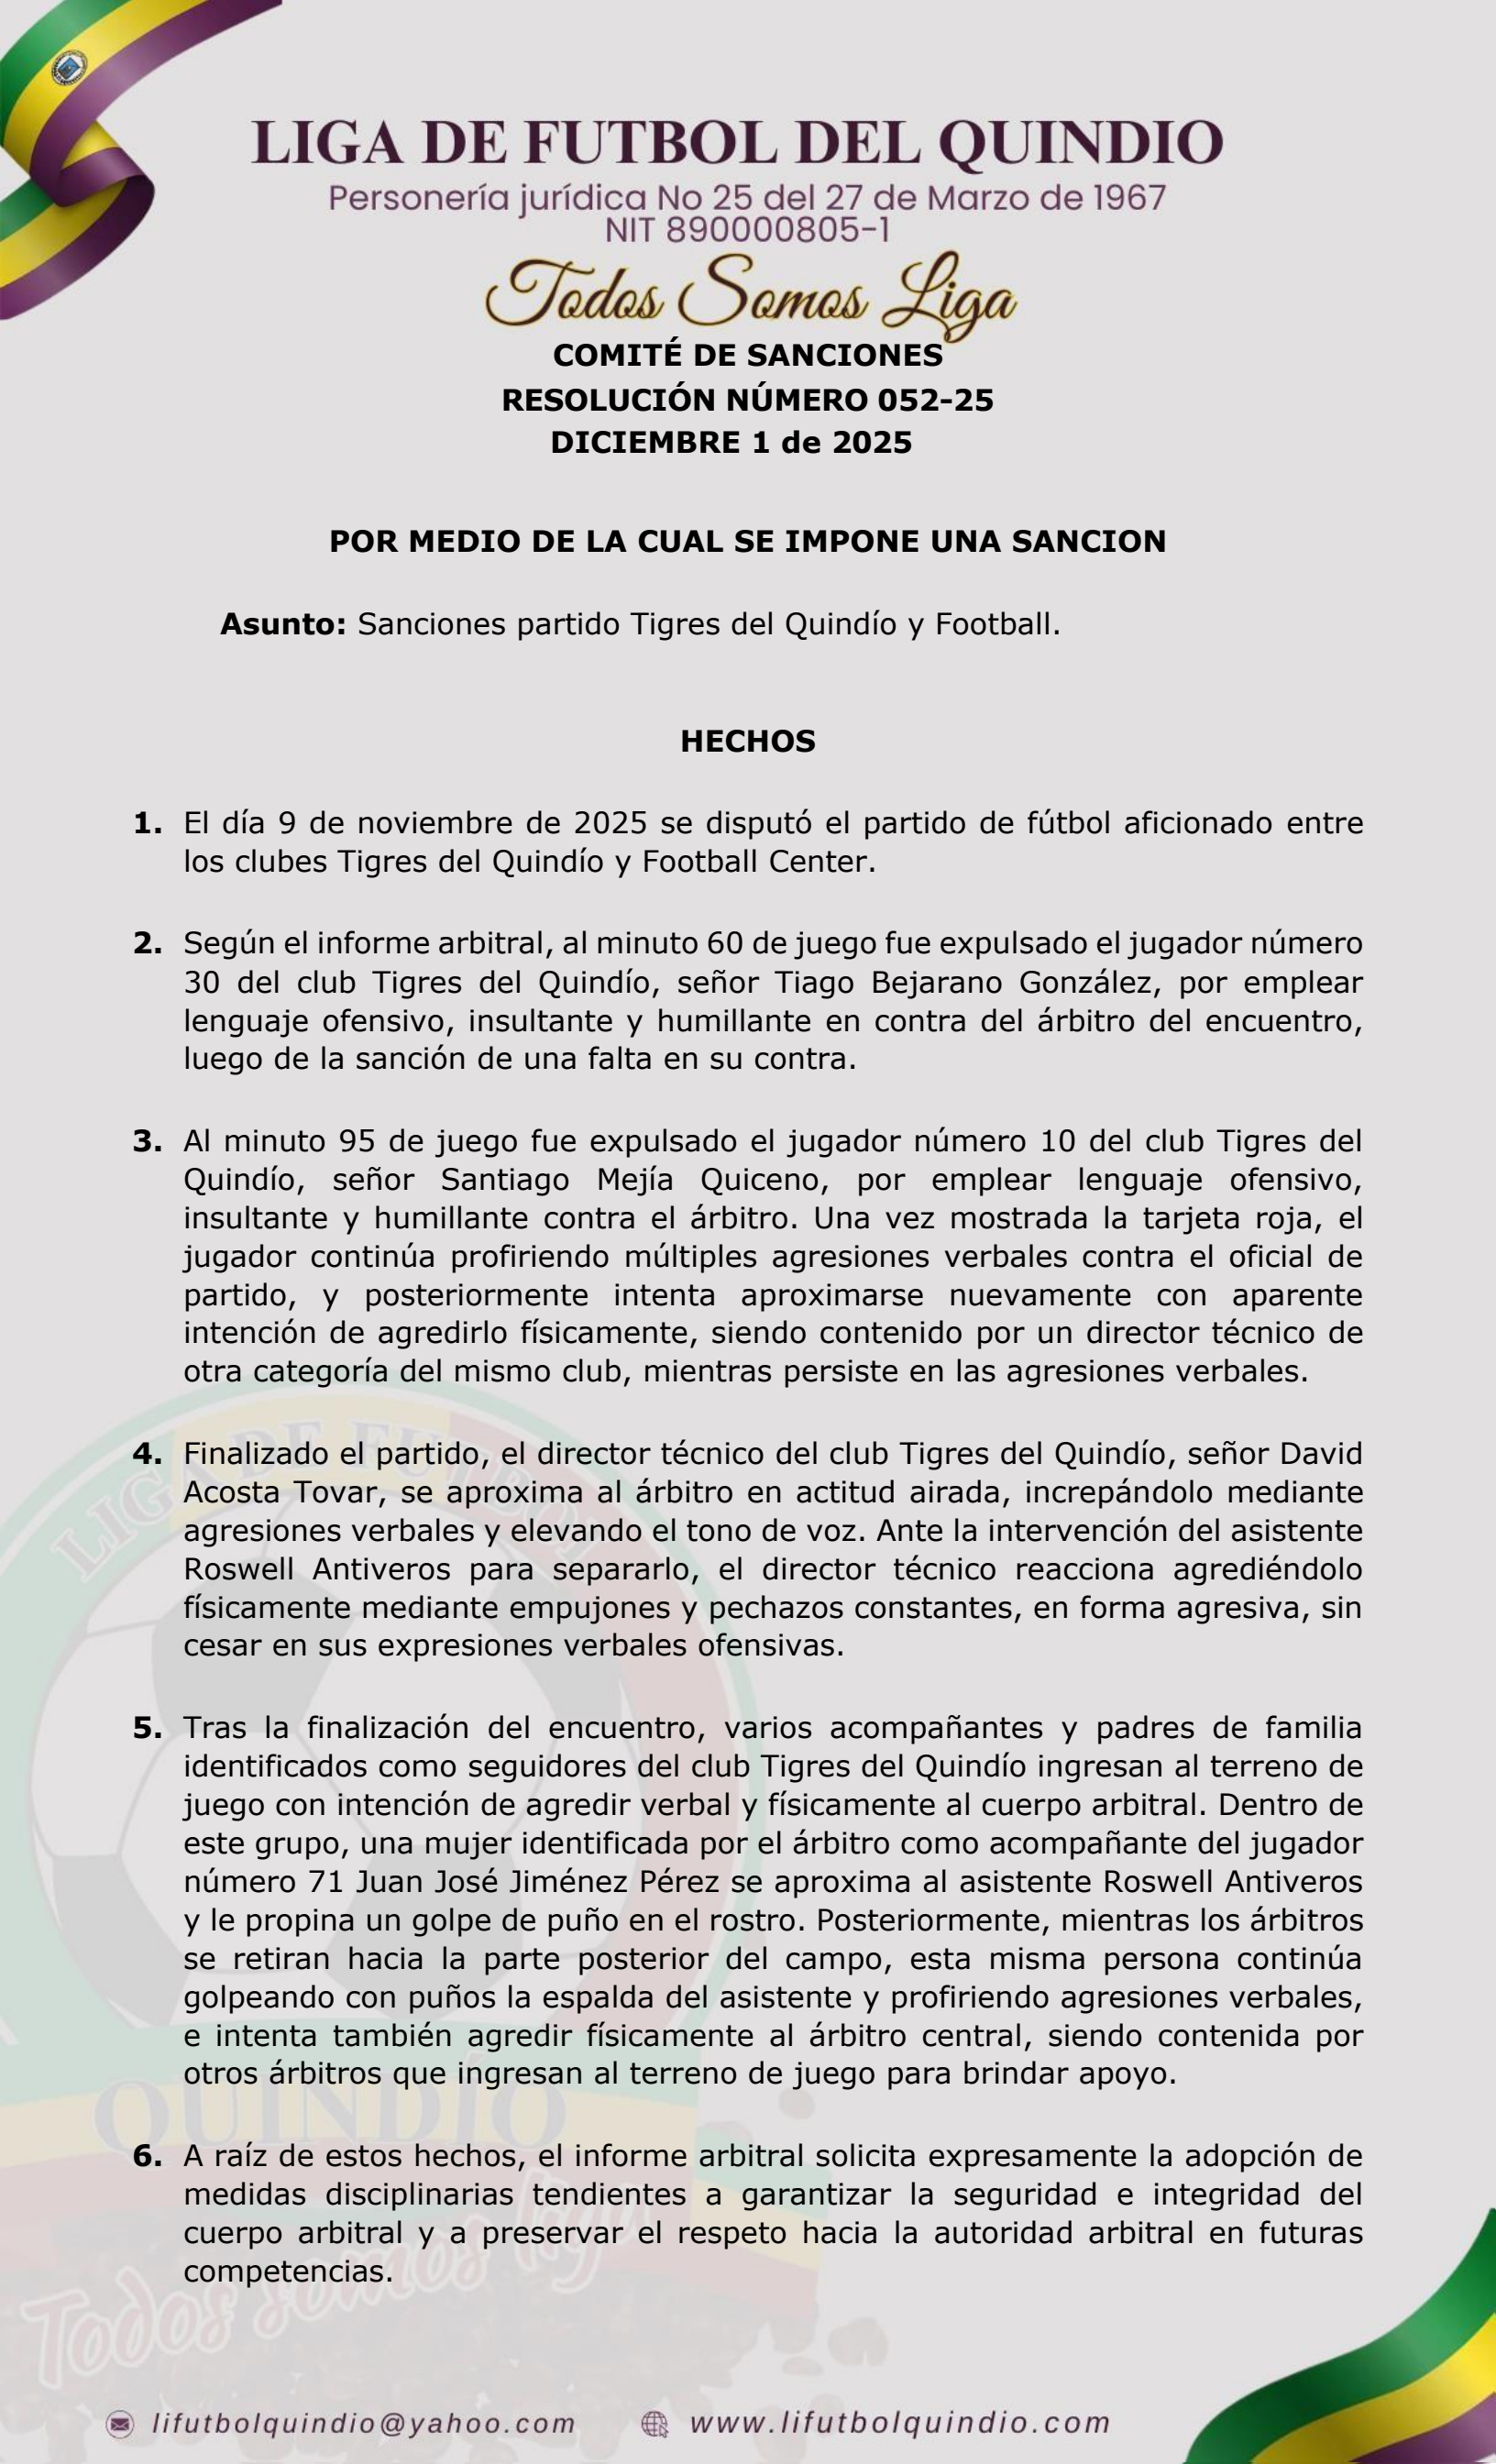 LIGA DE FUTBOL DEL QUINDIO
Personería jurídica No 25 del 27 de Marzo de 1967
NIT 890000805-1
Todos Somos Liga
COMITÉ DE SANCIONES
RESOLUCIÓN NÚMERO 052-25
DICIEMBRE 1 de 2025
POR MEDIO DE LA CUAL SE IMPONE UNA SANCION
Asunto: Sanciones partido Tigres del Quindío y Football.
HECHOS
1. El día 9 de noviembre de 2025 se disputó el partido de fútbol aficionado entre
los clubes Tigres del Quindío y Football Center.
2. Según el informe arbitral, al minuto 60 de juego fue expulsado el jugador número
30 del club Tigres del Quindío, señor Tiago Bejarano González, por emplear
lenguaje ofensivo, insultante y humillante en contra del árbitro del encuentro,
luego de la sanción de una falta en su contra.
3. Al minuto 95 de juego fue expulsado el jugador número 10 del club Tigres del
Quindío, señor Santiago Mejía Quiceno, por emplear lenguaje ofensivo,
insultante y humillante contra el árbitro. Una vez mostrada la tarjeta roja, el
jugador continúa profiriendo múltiples agresiones verbales contra el oficial de
partido, y posteriormente intenta aproximarse nuevamente con aparente
intención de agredirlo físicamente, siendo contenido por un director técnico de
otra categoría del mismo club, mientras persiste en las agresiones verbales.
4. Finalizado el partido, el director técnico del club Tigres del Quindío, señor David
Acosta Tovar, se aproxima al árbitro en actitud airada, increpándolo mediante
agresiones verbales y elevando el tono de voz. Ante la intervención del asistente
Roswell Antiveros para separarlo, el director técnico reacciona agrediéndolo
físicamente mediante empujones y pechazos constantes, en forma agresiva, sin
cesar en sus expresiones verbales ofensivas.
5. Tras la finalización del encuentro, varios acompañantes y padres de familia
identificados como seguidores del club Tigres del Quindío ingresan al terreno de
juego con intención de agredir verbal y físicamente al cuerpo arbitral. Dentro de
este grupo, una mujer identificada por el árbitro como acompañante del jugador
número 71 Juan José Jiménez Pérez se aproxima al asistente Roswell Antiveros
y le propina un golpe de puño en el rostro. Posteriormente, mientras los árbitros
se retiran hacia la parte posterior del campo, esta misma persona continúa
golpeando con puños la espalda del asistente y profiriendo agresiones verbales,
e intenta también agredir físicamente al árbitro central, siendo contenida por
otros árbitros que ingresan al terreno de juego para brindar apoyo.
6. A raíz de estos hechos, el informe arbitral solicita expresamente la adopción de
medidas disciplinarias tendientes a garantizar la seguridad e integridad del
cuerpo arbitral y a preservar el respeto hacia la autoridad arbitral en futuras
competencias.
LIGA DE FUTBOL
QUINDÍO
Todos somos liga
lifutbolquindio@yahoo.com www.lifutbolquindio.com